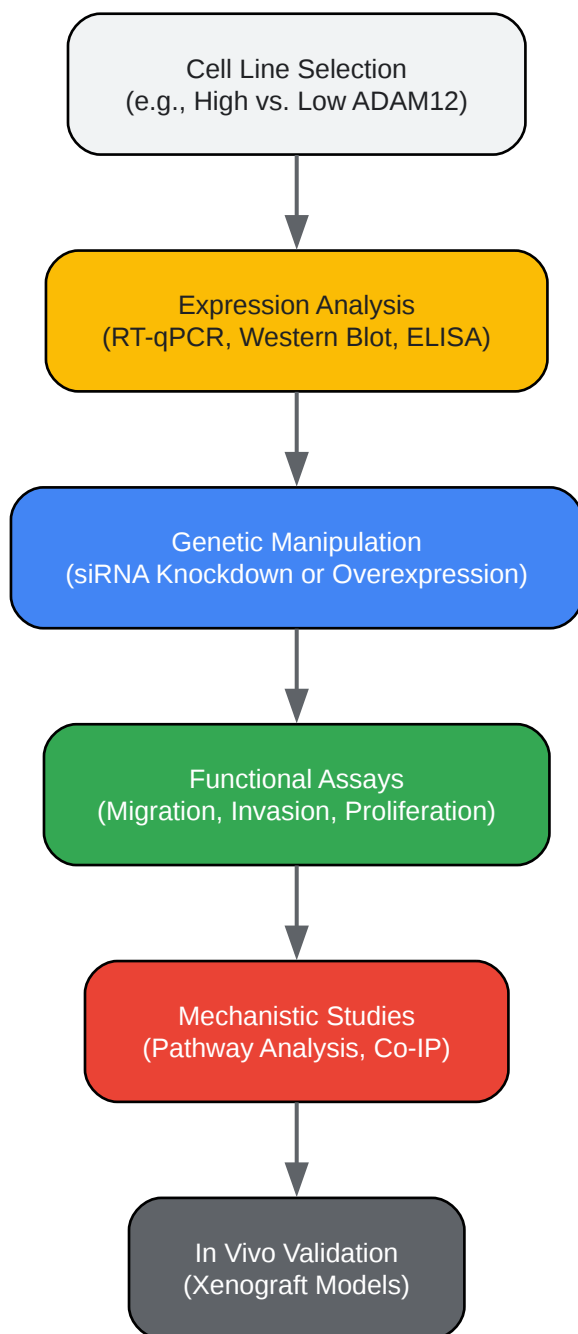 Cell Line Selection
(e.g., High vs. Low ADAM12)
Expression Analysis
(RT-qPCR, Western Blot, ELISA)
Genetic Manipulation
(siRNA Knockdown or Overexpression)
Functional Assays
(Migration, Invasion, Proliferation)
Mechanistic Studies
(Pathway Analysis, Co-IP)
In Vivo Validation
(Xenograft Models)